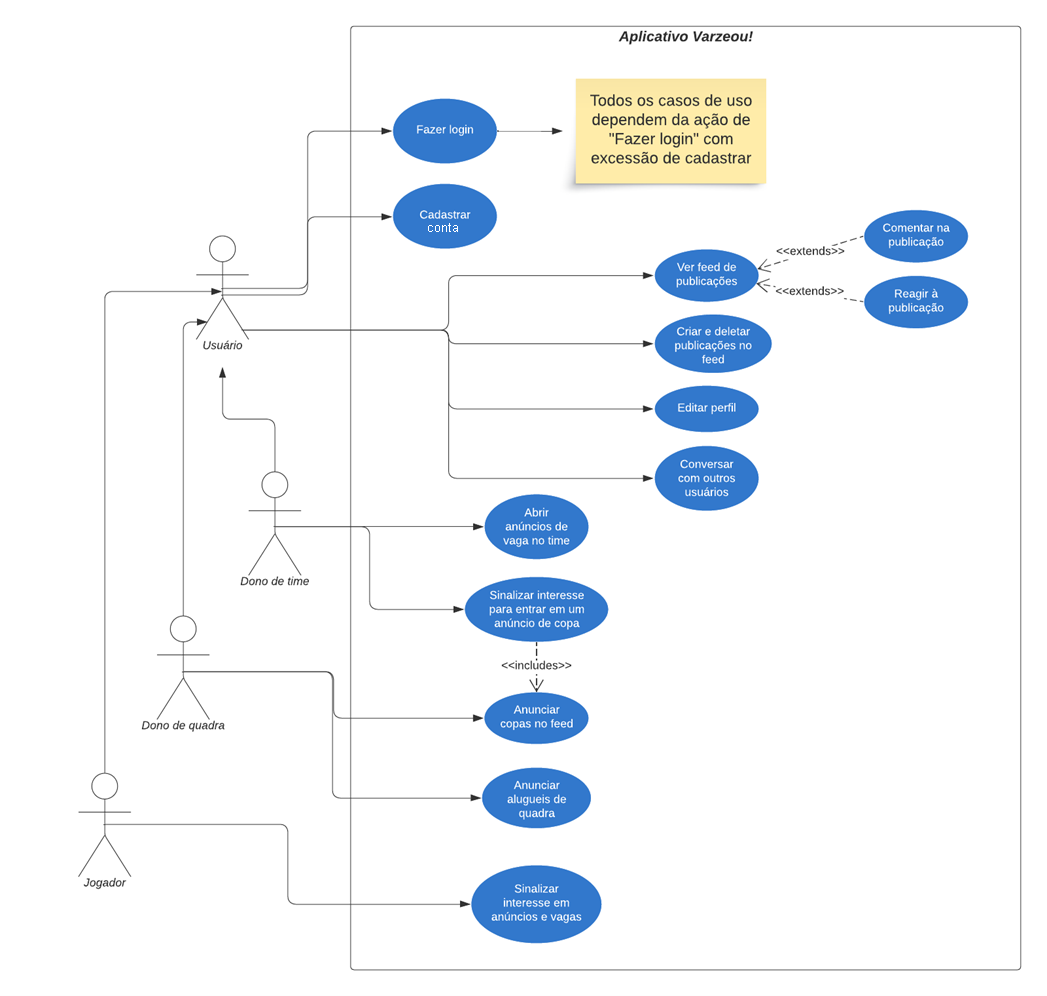 Aplicativo Varzeou!
Fazer login
Todos os casos de uso
dependem da ação de
"Fazer login" com
excessão de cadastrar
Cadastrar
conta
Comentar na
publicação
<<extends>>
Ver feed de
publicações
<<extends>>
Reagir à
publicação
Usuário
Criar e deletar
publicações no
feed
Editar perfil
Conversar
com outros
usuários
Abrir
anúncios de
vaga no time
Dono de time
Sinalizar interesse
para entrar em um
anúncio de copa
<<includes>>
Anunciar
copas no feed
Dono de quadra
Anunciar
alugueis de
quadra
Jogador
Sinalizar
interesse em
anúncios e vagas